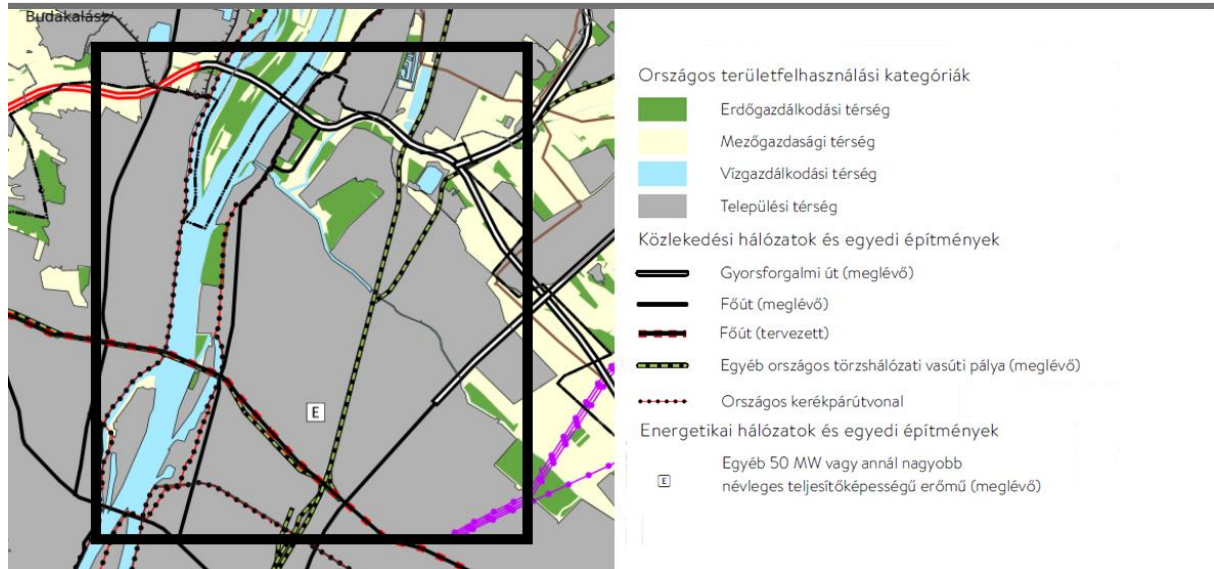 Budakalász
E
Országos területfelhasználási kategóriák
Erdőgazdálkodási térség
Mezőgazdasági térség
Vízgazdálkodási térség
Települési térség
Közlekedési hálózatok és egyedi építmények
Gyorsforgalmi út (meglévő)
Főút (meglévő)
Főút (tervezett)
Egyéb országos törzshálózati vasúti pálya (meglévő)
Országos kerékpárútvonal
Energetikai hálózatok és egyedi építmények
E
Egyéb 50 MW vagy annál nagyobb
névleges teljesítőképességű erőmű (meglévő)